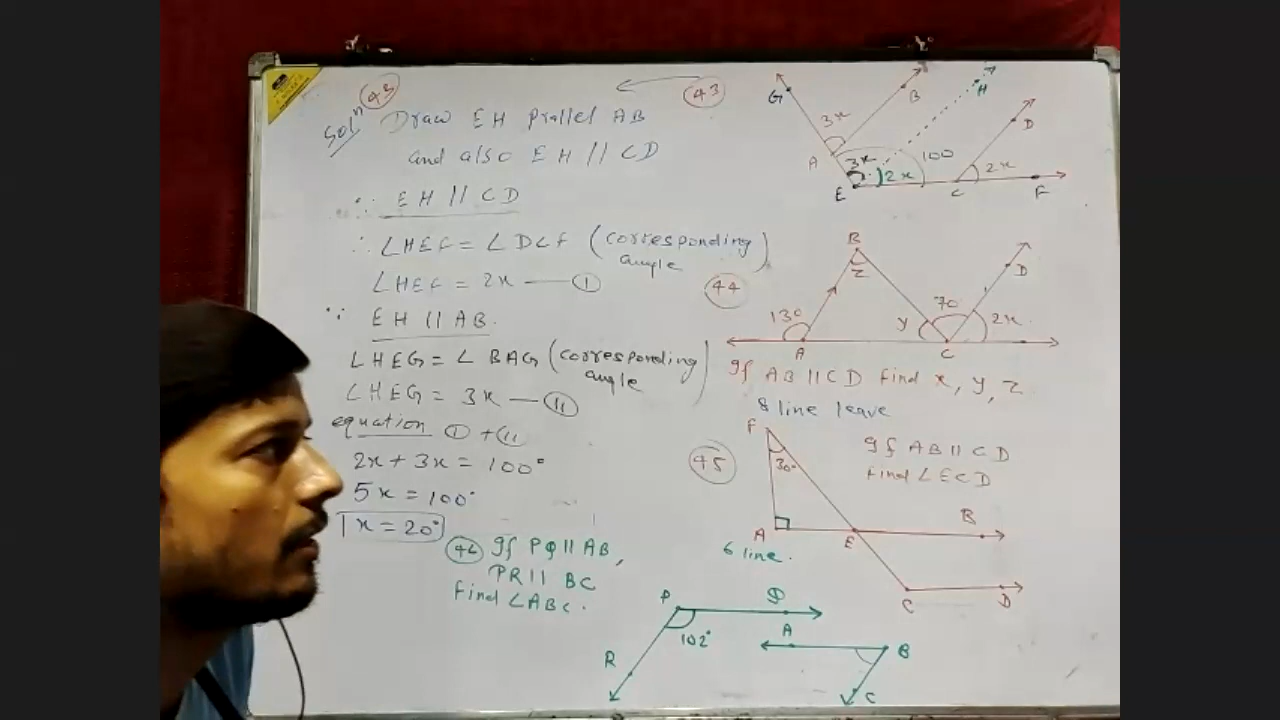 Solⁿ 43
Draw EH prallel AB
and also EH // CD
∵ EH // CD
∴ ∠HEF = ∠DCF (corresponding angle)
∠HEF = 2x — ①
∵ EH // AB.
∠HEG = ∠BAG (corresponding angle)
∠HEG = 3x — ⑪
equation ① + ⑪
2x + 3x = 100°
5x = 100°
x = 20°
43
G
B
H
D
3x
A
3x
100
2x
2x
E
C
F
44
B
Z
D
130
70
y
2x
A
C
If AB // CD find x, y, z
8 line leave
45
F
30°
If AB // CD
find ∠ECD
A
E
B
6 line.
C
D
46 If PQ // AB,
PR // BC
find ∠ABC.
P
Q
102°
R
A
B
C